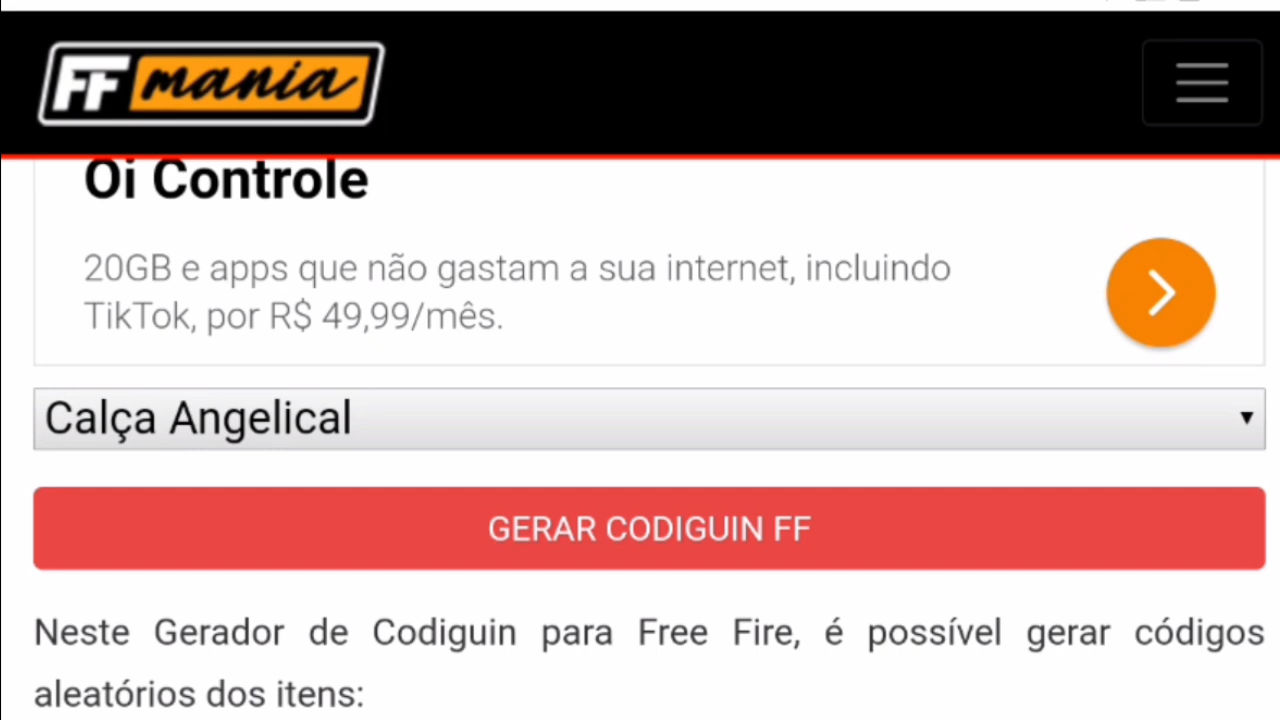 FF mania
Oi Controle
20GB e apps que não gastam a sua internet, incluindo
TikTok, por R$ 49,99/mês.
Calça Angelical
GERAR CODIGUIN FF
Neste Gerador de Codiguin para Free Fire, é possível gerar códigos
aleatórios dos itens: